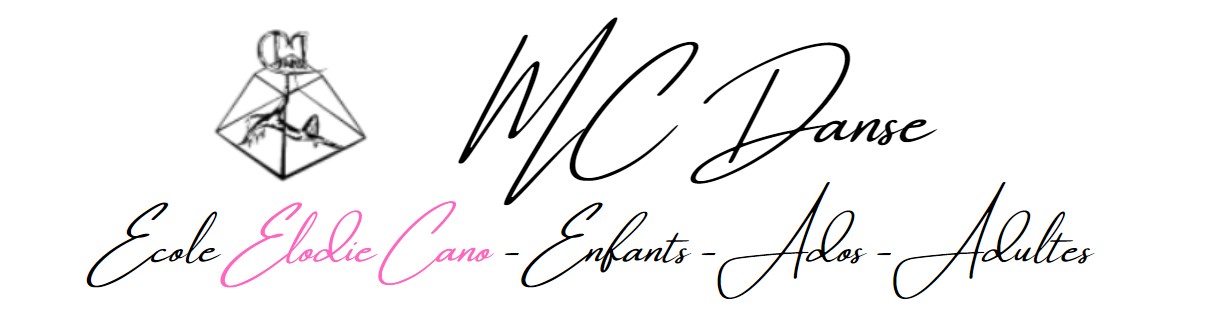 MC Danse
Ecole Elodie Cano - Enfants - Ados - Adultes